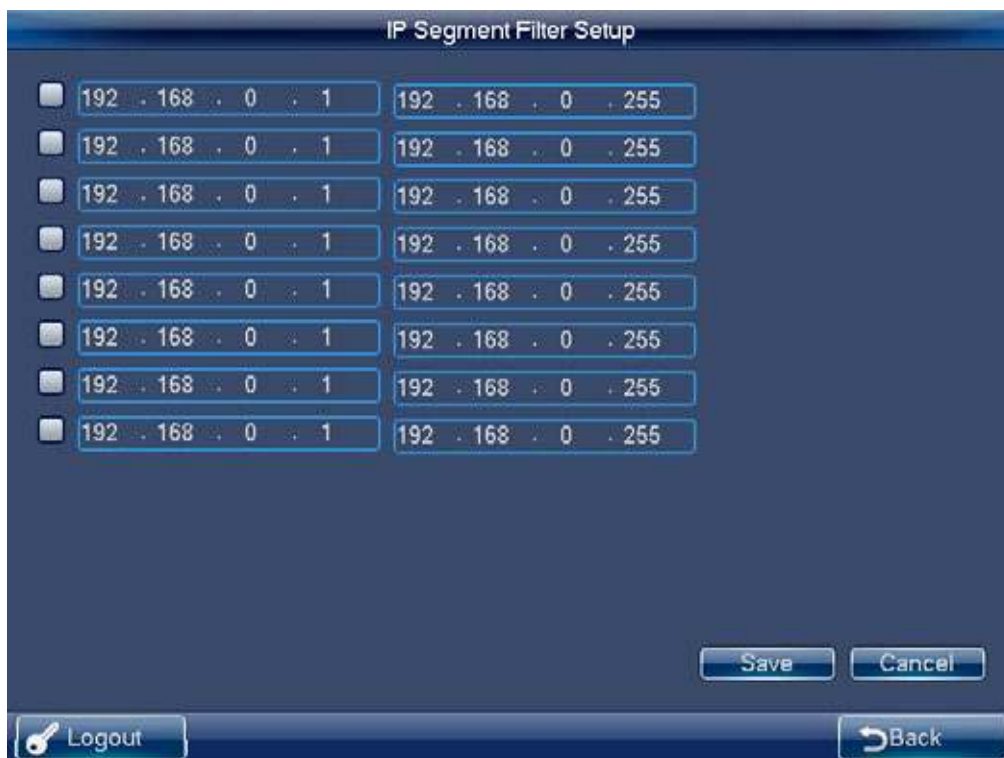 IP Segment Filter Setup
192 . 168 . 0 . 1 192 . 168 . 0 . 255
192 . 168 . 0 . 1 192 . 168 . 0 . 255
192 . 168 . 0 . 1 192 . 168 . 0 . 255
192 . 168 . 0 . 1 192 . 168 . 0 . 255
192 . 168 . 0 . 1 192 . 168 . 0 . 255
192 . 168 . 0 . 1 192 . 168 . 0 . 255
192 . 168 . 0 . 1 192 . 168 . 0 . 255
192 . 168 . 0 . 1 192 . 168 . 0 . 255
Save Cancel
Logout Back